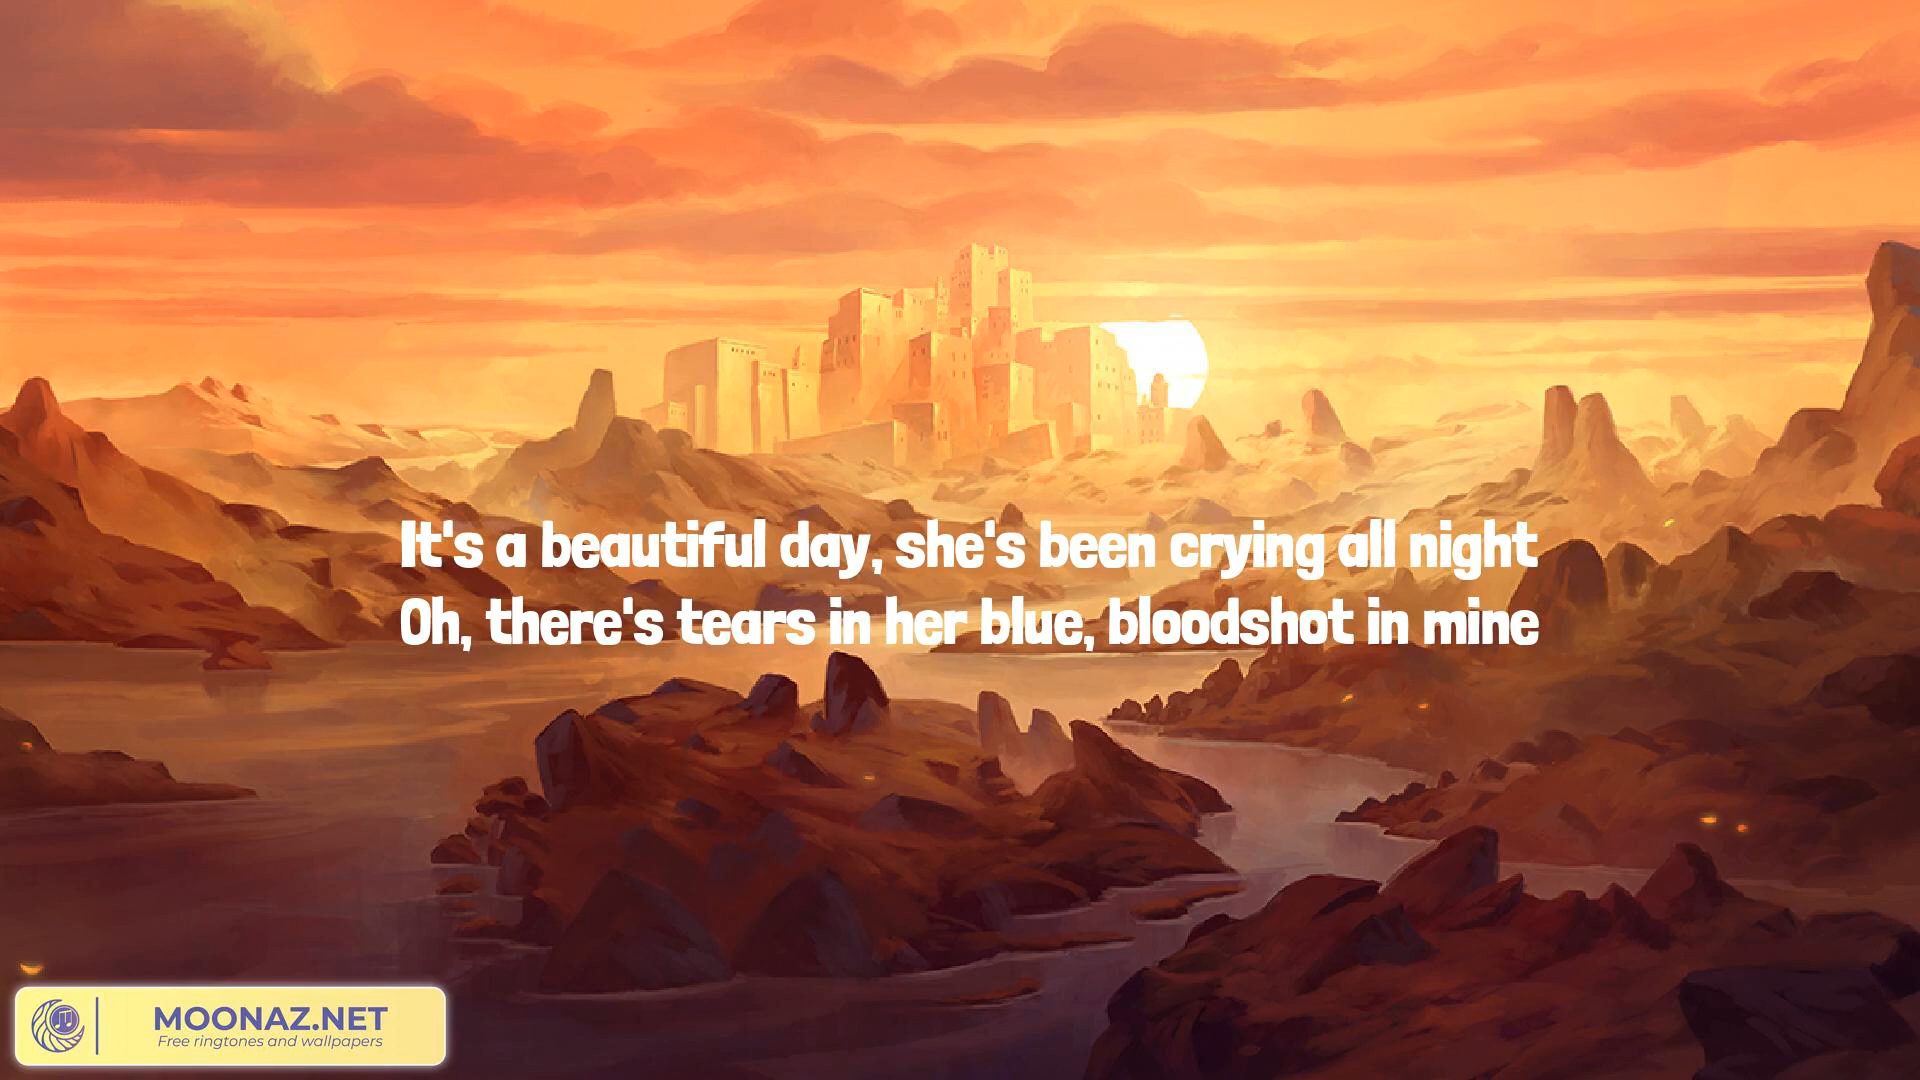 It's a beautiful day, she's been crying all night
Oh, there's tears in her blue, bloodshot in mine
MOONAZ.NET
Free ringtones and wallpapers